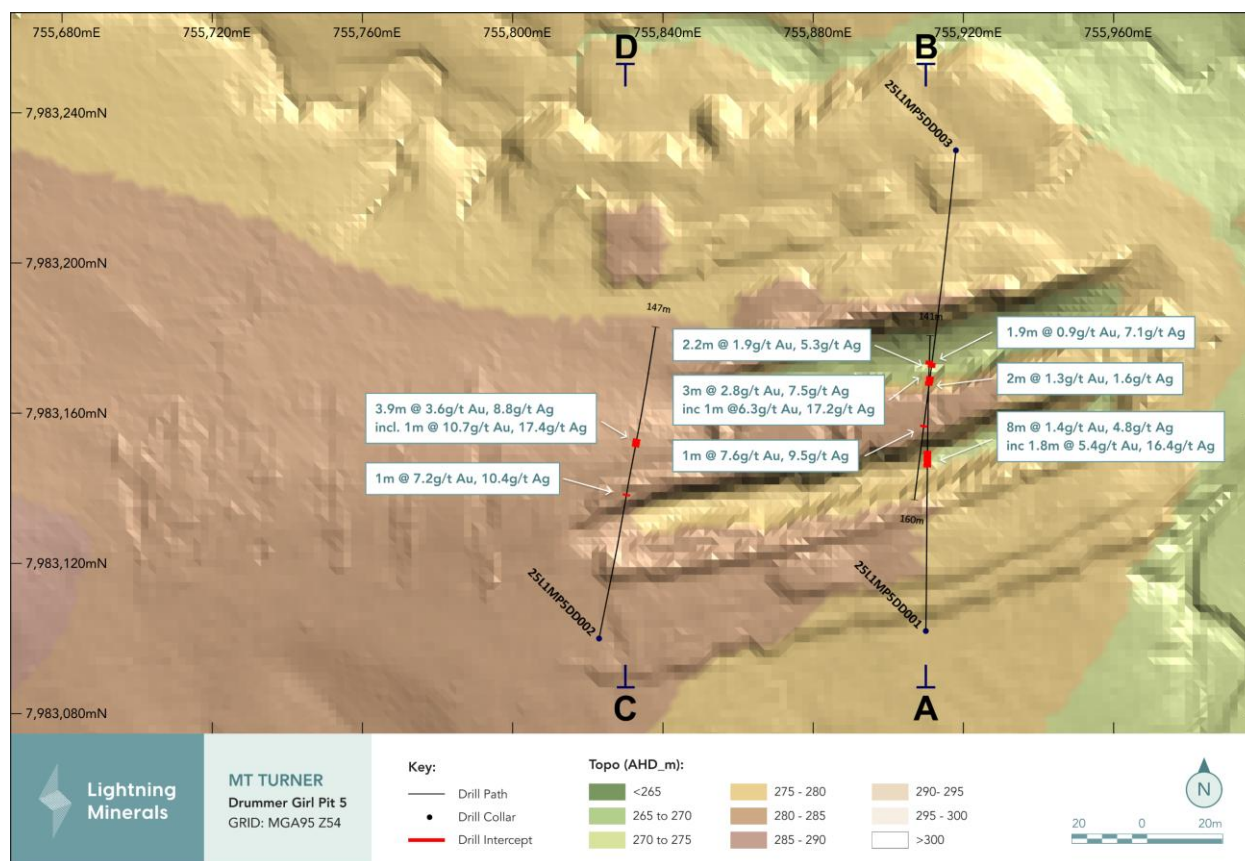 755,680mE
755,720mE
755,760mE
755,800mE
755,840mE
755,880mE
755,920mE
755,960mE
D
B
7,983,240mN
7,983,200mN
7,983,160mN
7,983,120mN
7,983,080mN
25L1MP5DD003
147m
141m
2.2m @ 1.9g/t Au, 5.3g/t Ag
1.9m @ 0.9g/t Au, 7.1g/t Ag
3m @ 2.8g/t Au, 7.5g/t Ag
inc 1m @6.3g/t Au, 17.2g/t Ag
2m @ 1.3g/t Au, 1.6g/t Ag
3.9m @ 3.6g/t Au, 8.8g/t Ag
incl. 1m @ 10.7g/t Au, 17.4g/t Ag
8m @ 1.4g/t Au, 4.8g/t Ag
inc 1.8m @ 5.4g/t Au, 16.4g/t Ag
1m @ 7.6g/t Au, 9.5g/t Ag
1m @ 7.2g/t Au, 10.4g/t Ag
160m
25L1MP5DD002
25L1MP5DD001
C
A
Lightning
Minerals
MT TURNER
Drummer Girl Pit 5
GRID: MGA95 Z54
Key:
Drill Path
Drill Collar
Drill Intercept
Topo (AHD_m):
<265
265 to 270
270 to 275
275 - 280
280 - 285
285 - 290
290- 295
295 - 300
>300
N
20 0 20m